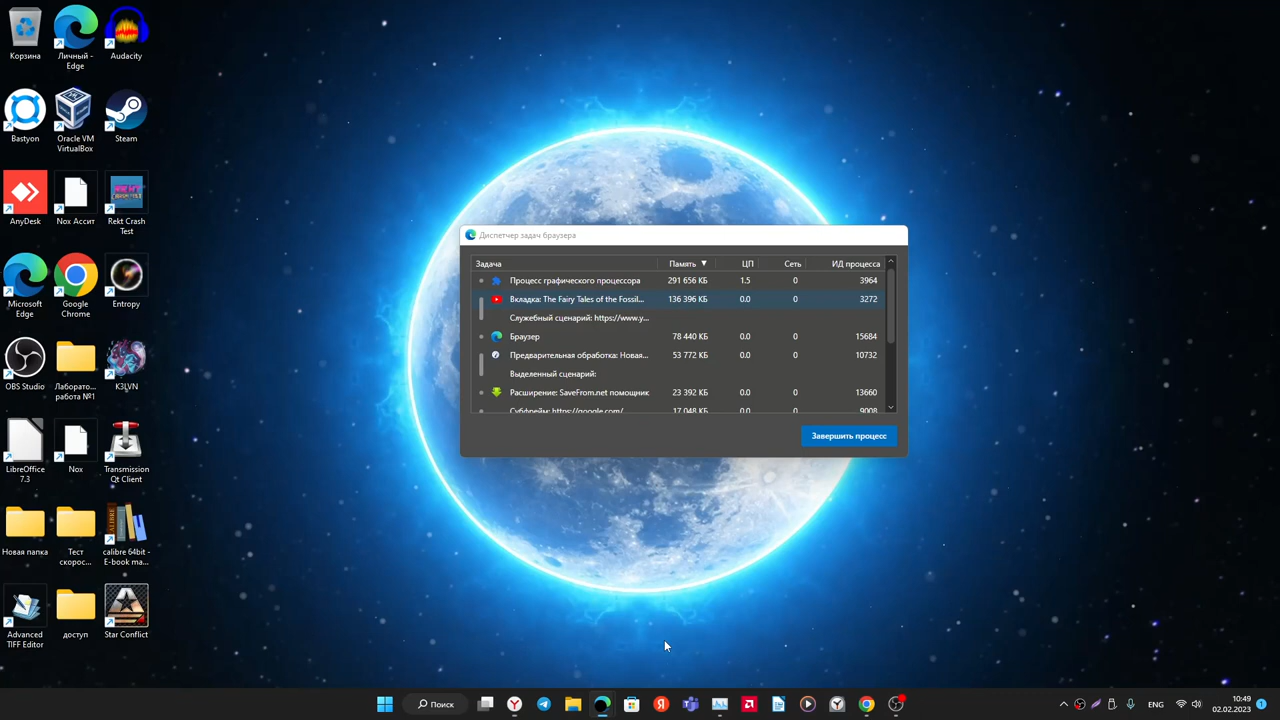 Корзина
Личный -
Edge
Audacity
Bastyon
Oracle VM
VirtualBox
Steam
AnyDesk
Nox Ассит
REKT
CRASH TEST
Rekt Crash
Test
Microsoft
Edge
Google
Chrome
Entropy
OBS Studio
Лаборато...
работа №1
K3LVN
LibreOffice
7.3
Nox
Transmission
Qt Client
Новая папка
Тест
скорос...
CALIBRE
calibre 64bit -
E-book ma...
Advanced
TIFF Editor
доступ
Star Conflict
Диспетчер задач браузера
Задача Память ▼ ЦП Сеть ИД процесса
Процесс графического процессора 291 656 КБ 1.5 0 3964
Вкладка: The Fairy Tales of the Fossil... 136 396 КБ 0.0 0 3272
Служебный сценарий: https://www.y...
Браузер 78 440 КБ 0.0 0 15684
Предварительная обработка: Новая... 53 772 КБ 0.0 0 10732
Выделенный сценарий:
Расширение: SaveFrom.net помощник 23 392 КБ 0.0 0 13660
Субфрейм: https://google.com/ 17 048 КБ 0.0 0 9008
Завершить процесс
Поиск
ENG
10:49
02.02.2023
1